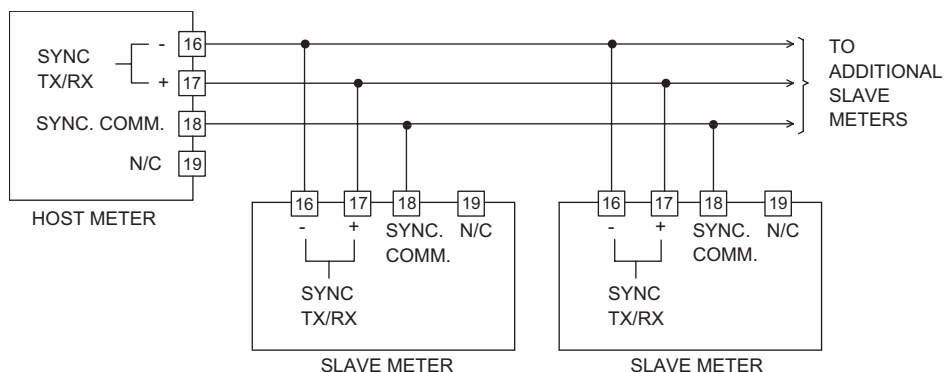 SYNC
TX/RX
-
16
+
17
SYNC. COMM.
18
N/C
19
HOST METER
TO
ADDITIONAL
SLAVE
METERS
16 17 18 19
- + SYNC. N/C
COMM.
SYNC
TX/RX
SLAVE METER
16 17 18 19
- + SYNC. N/C
COMM.
SYNC
TX/RX
SLAVE METER